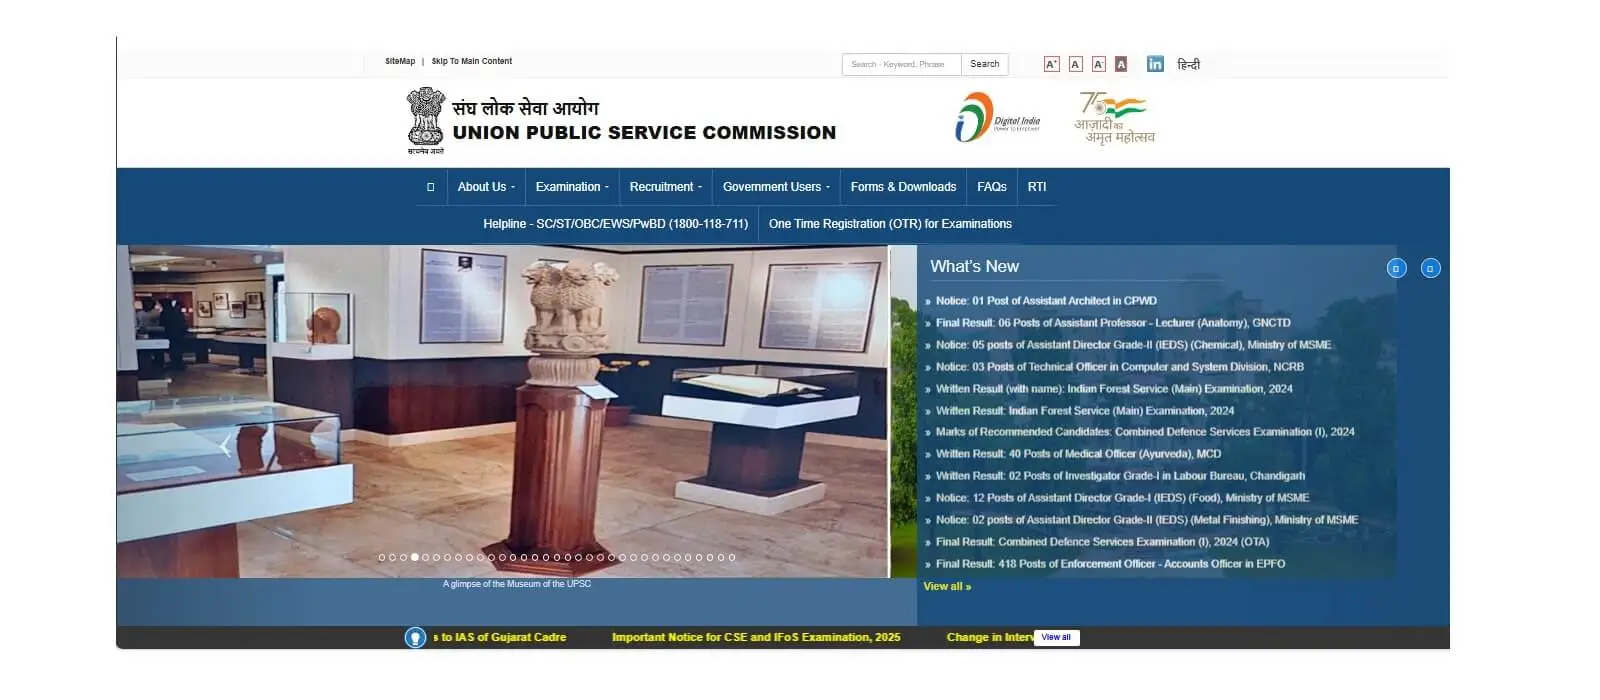 SiteMap | Skip To Main Content
Search - Keyword, Phrase Search
A+ A A- A in हिन्दी
संघ लोक सेवा आयोग
UNION PUBLIC SERVICE COMMISSION
सत्यमेव जयते
Digital India
Power To Empower
75
आज़ादी का
अमृत महोत्सव
About Us Examination Recruitment Government Users Forms & Downloads FAQs RTI
Helpline - SC/ST/OBC/EWS/PwBD (1800-118-711) One Time Registration (OTR) for Examinations
What's New
» Notice: 01 Post of Assistant Architect in CPWD
» Final Result: 06 Posts of Assistant Professor - Lecturer (Anatomy), GNCTD
» Notice: 05 posts of Assistant Director Grade-II (IEDS) (Chemical), Ministry of MSME
» Notice: 03 Posts of Technical Officer in Computer and System Division, NCRB
» Written Result (with name): Indian Forest Service (Main) Examination, 2024
» Written Result: Indian Forest Service (Main) Examination, 2024
» Marks of Recommended Candidates: Combined Defence Services Examination (I), 2024
» Written Result: 40 Posts of Medical Officer (Ayurveda), MCD
» Written Result: 02 Posts of Investigator Grade-I in Labour Bureau, Chandigarh
» Notice: 12 Posts of Assistant Director Grade-I (IEDS) (Food), Ministry of MSME
» Notice: 02 posts of Assistant Director Grade-II (IEDS) (Metal Finishing), Ministry of MSME
» Final Result: Combined Defence Services Examination (I), 2024 (OTA)
» Final Result: 418 Posts of Enforcement Officer - Accounts Officer in EPFO
View all »
A glimpse of the Museum of the UPSC
s to IAS of Gujarat Cadre Important Notice for CSE and IFoS Examination, 2025 Change in Interv View all